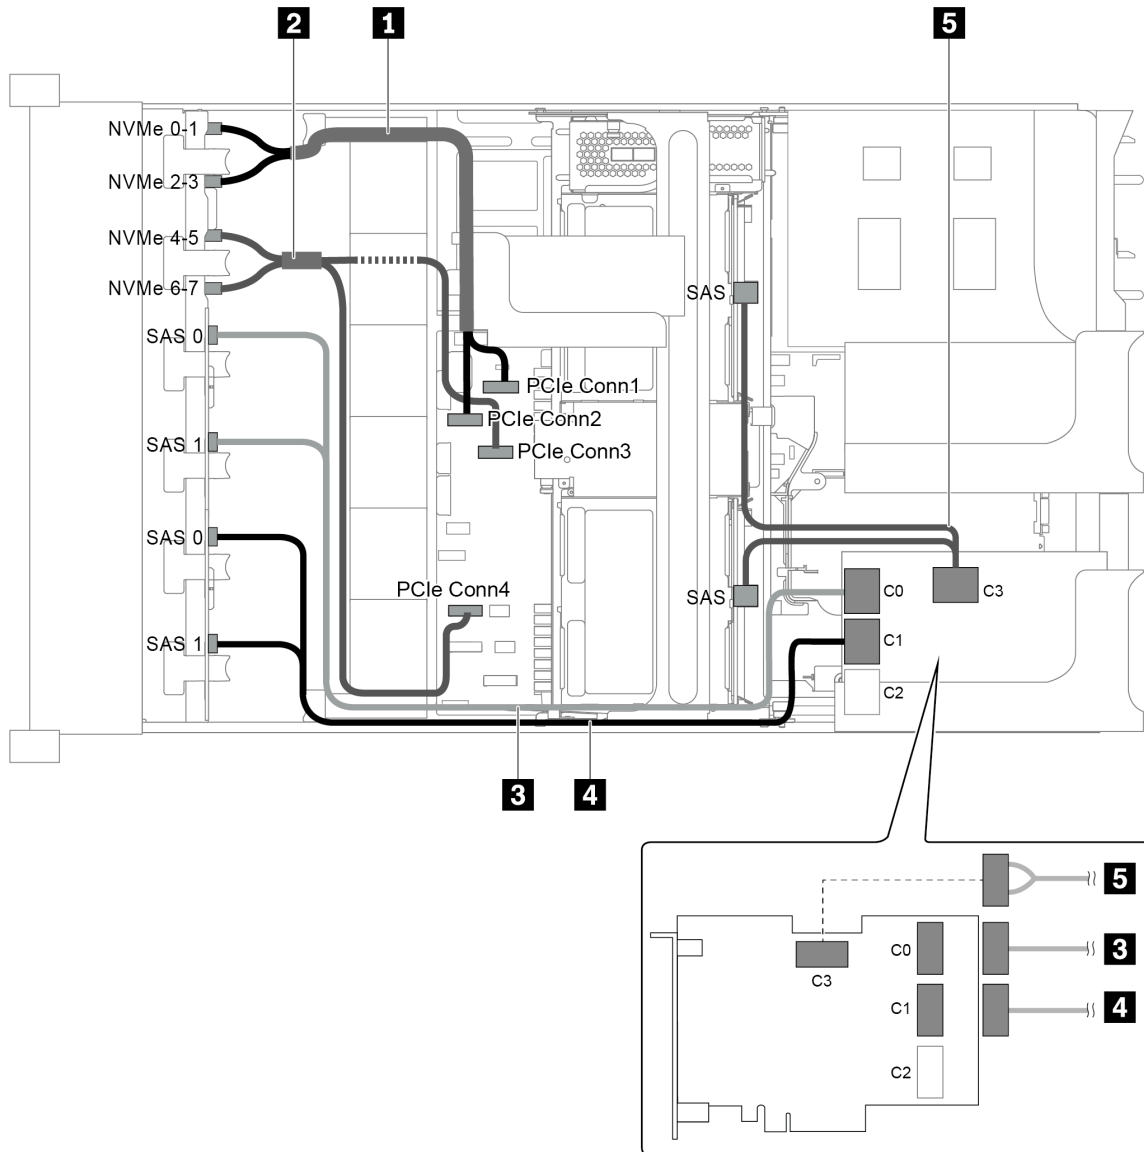 2
1
5
NVMe 0-1
NVMe 2-3
NVMe 4-5
NVMe 6-7
SAS 0
SAS 1
SAS 0
SAS 1
SAS
PCIe Conn1
PCIe Conn2
PCIe Conn3
PCIe Conn4
SAS
C0
C3
C1
C2
3
4
5
C0
3
C3
C1
4
C2